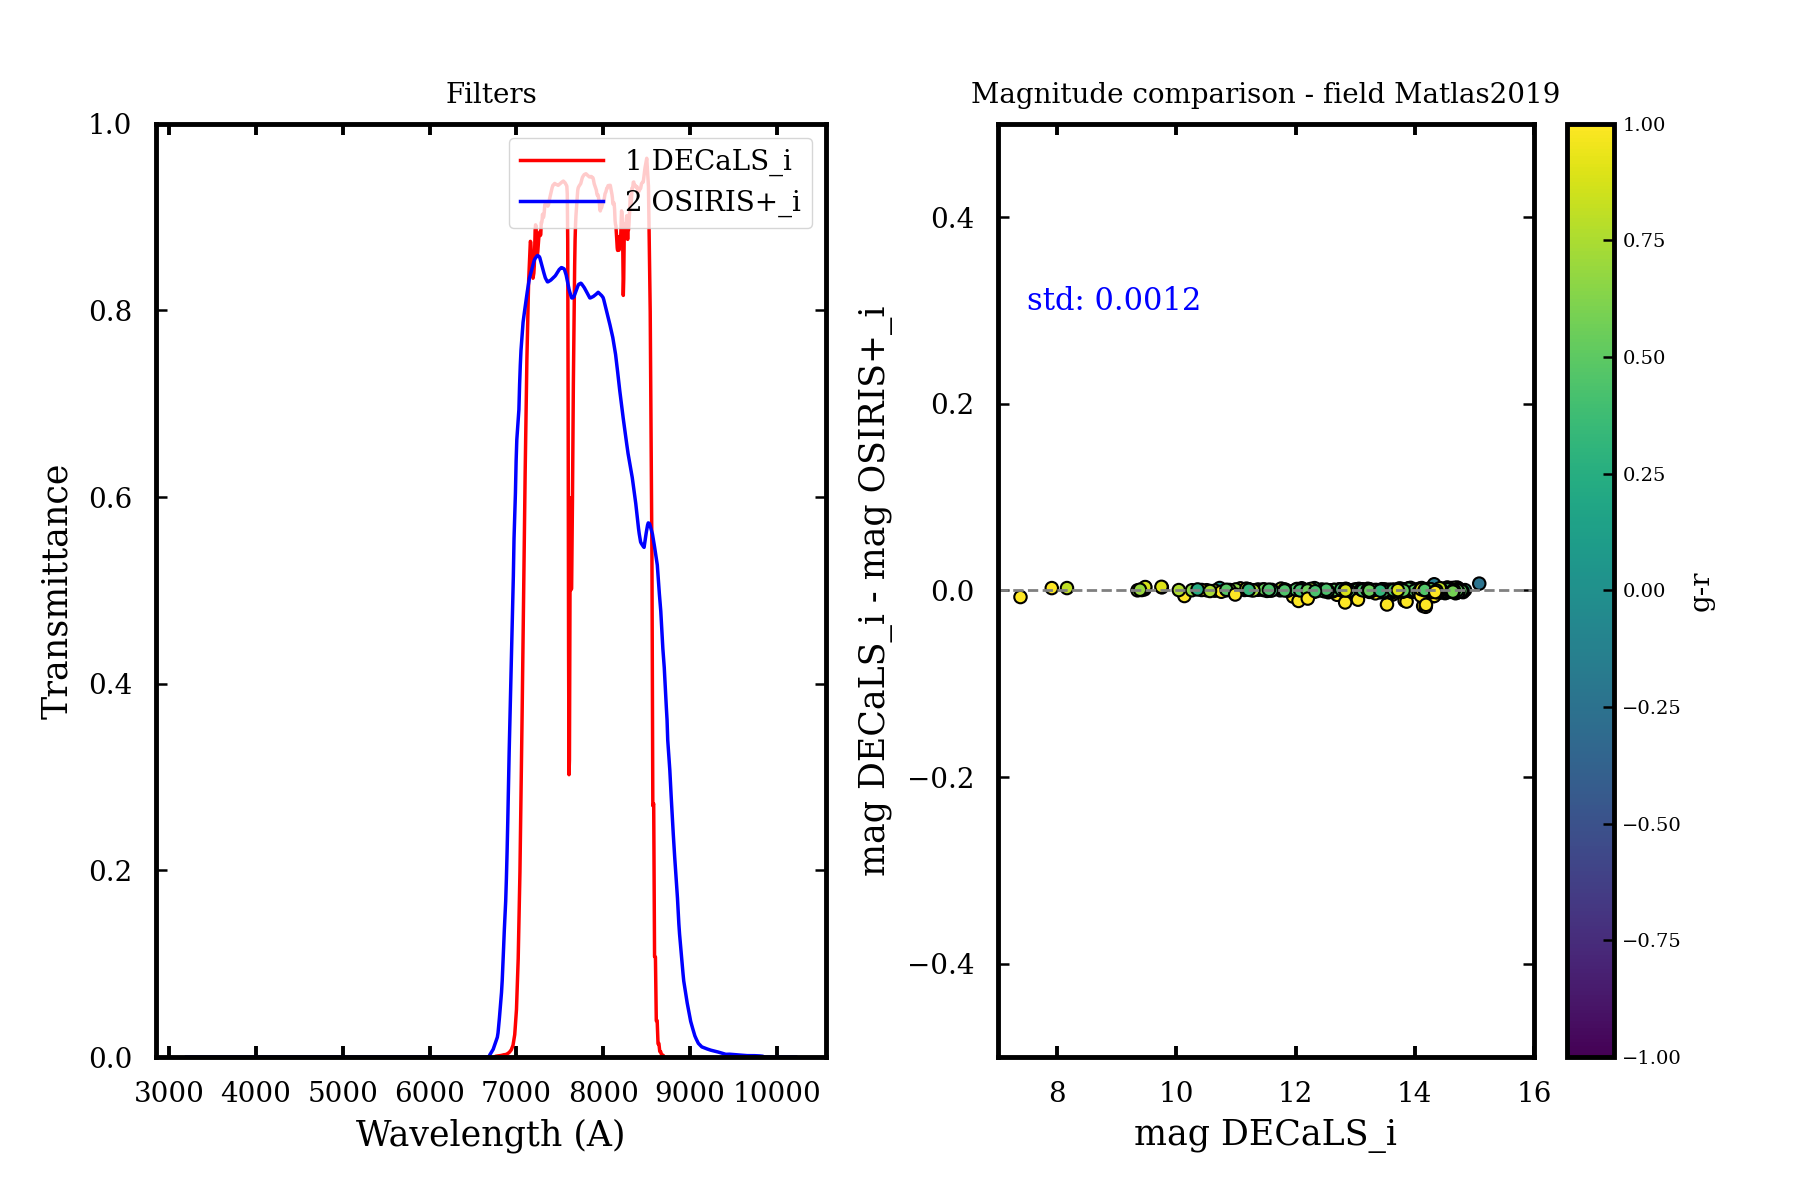 Filters
1.0
0.8
0.6
0.4
0.2
0.0
Transmittance
1 DECaLS_i
2 OSIRIS+_i
3000 4000 5000 6000 7000 8000 9000 10000
Wavelength (A)
Magnitude comparison - field Matlas2019
0.4
0.2
0.0
−0.2
−0.4
mag DECaLS_i - mag OSIRIS+_i
std: 0.0012
8 10 12 14 16
mag DECaLS_i
1.00
0.75
0.50
0.25
0.00
−0.25
−0.50
−0.75
−1.00
g-r